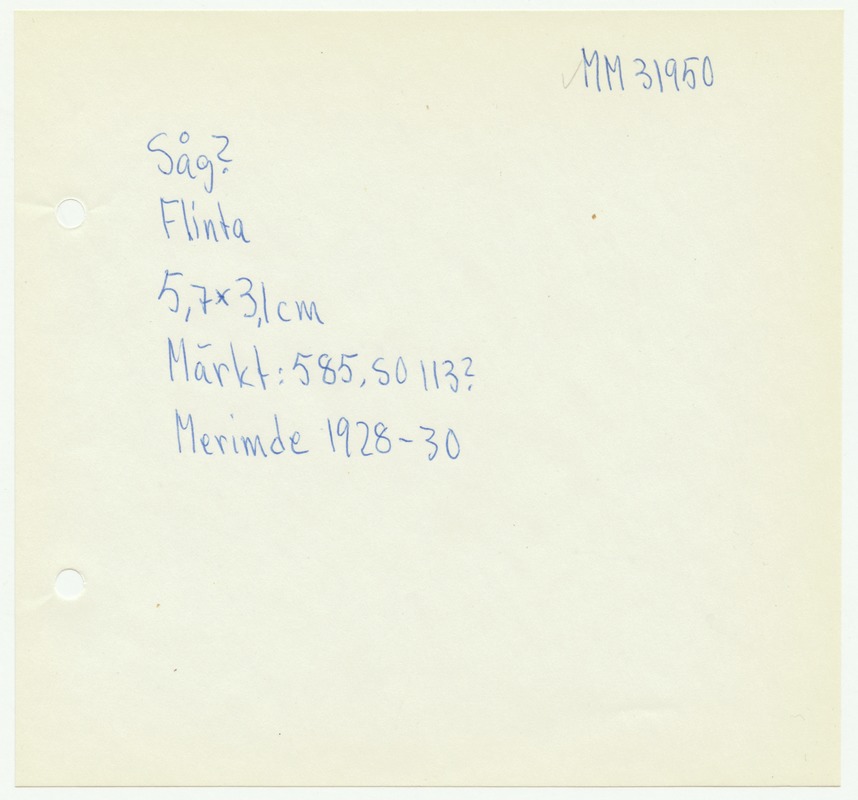 MM 31950
Såg?
Flinta
5,7×3,1 cm
Märkt: 585, SO 113?
Merimde 1928-30